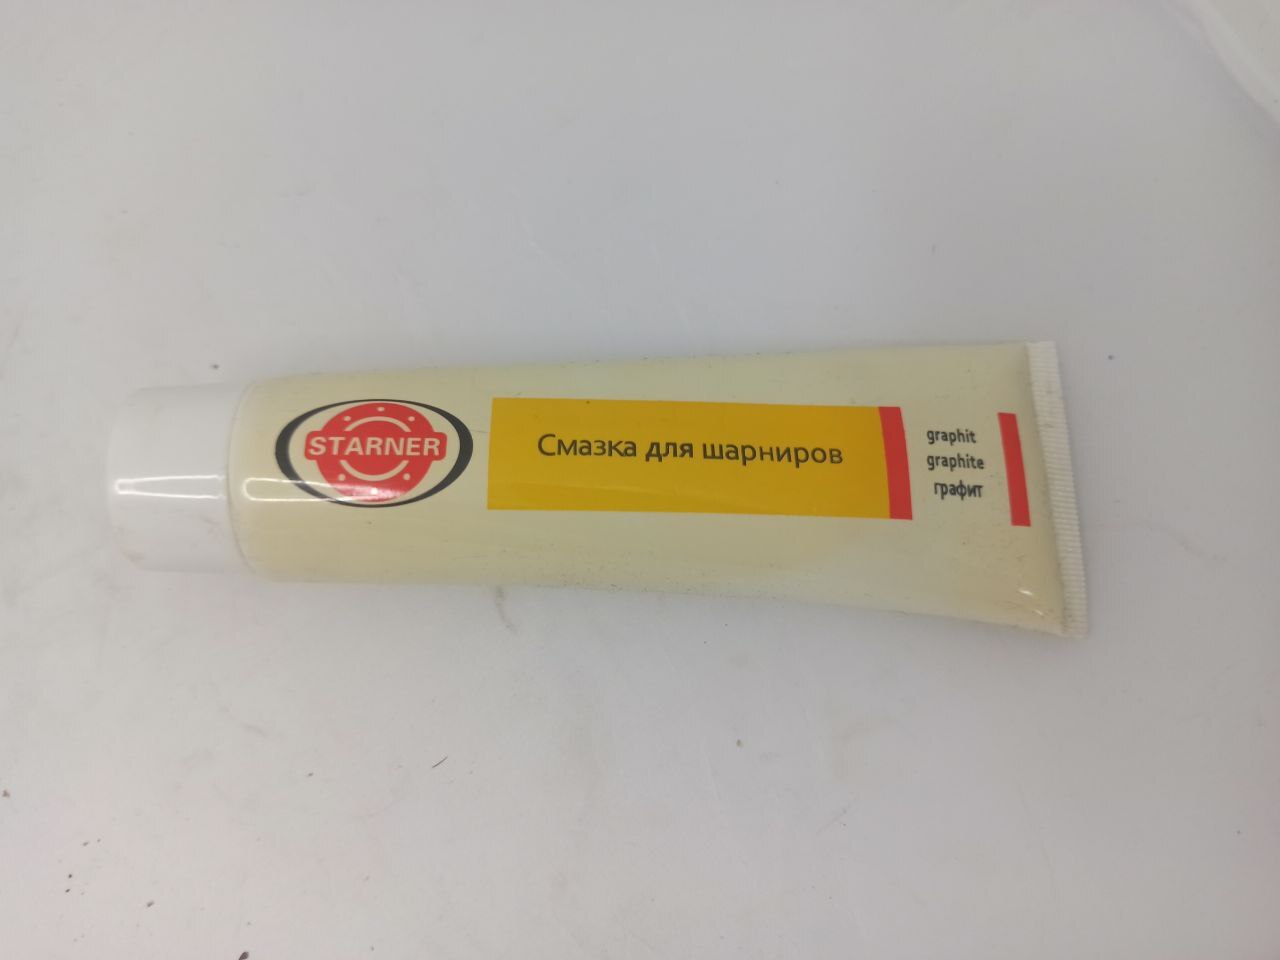 STARNER
Смазка для шарниров
graphit
graphite
графит